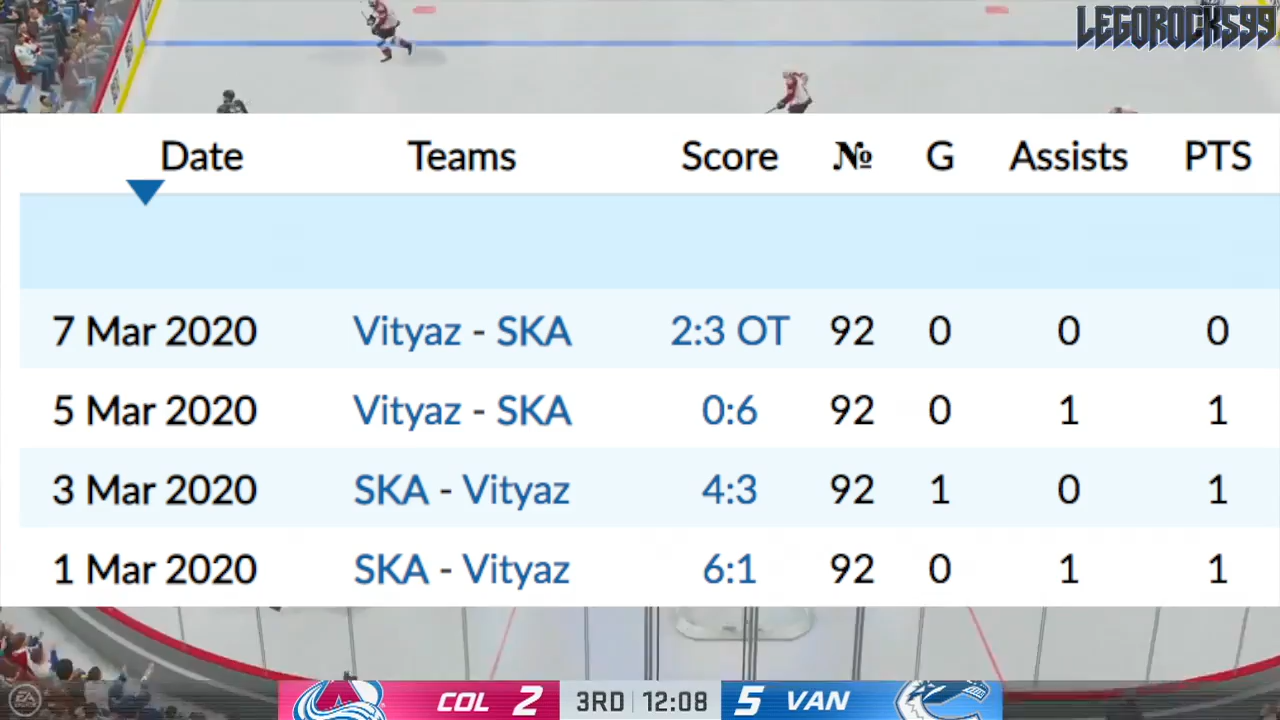 LEGOROCKS99
Date Teams Score № G Assists PTS
7 Mar 2020 Vityaz - SKA 2:3 OT 92 0 0 0
5 Mar 2020 Vityaz - SKA 0:6 92 0 1 1
3 Mar 2020 SKA - Vityaz 4:3 92 1 0 1
1 Mar 2020 SKA - Vityaz 6:1 92 0 1 1
EA
COL 2 3RD 12:08 5 VAN